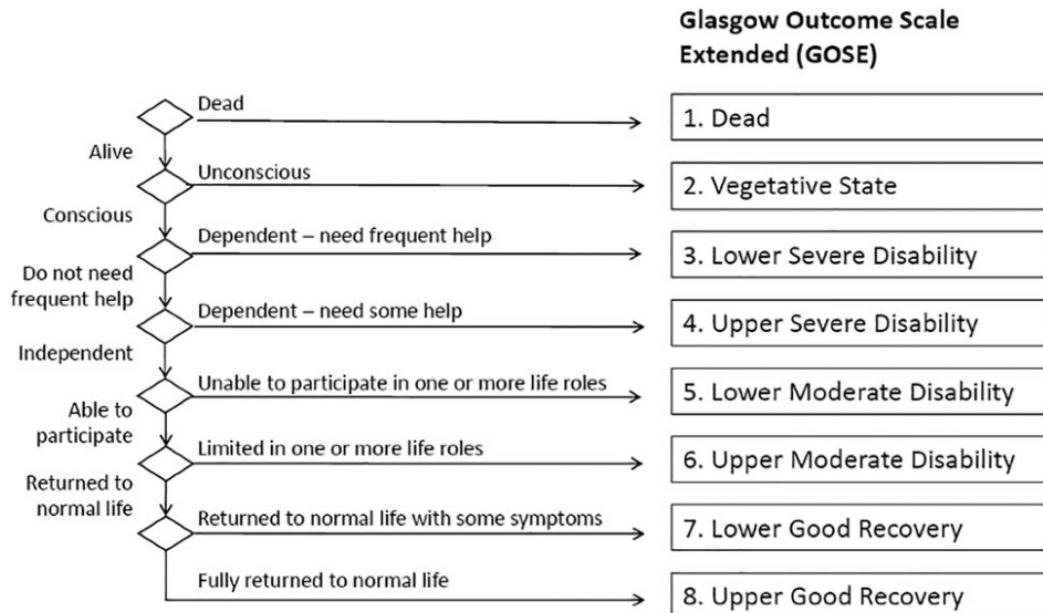 Glasgow Outcome Scale
Extended (GOSE)
Dead
1. Dead
Alive
Unconscious
2. Vegetative State
Conscious
Dependent – need frequent help
3. Lower Severe Disability
Do not need
frequent help
Dependent – need some help
4. Upper Severe Disability
Independent
Unable to participate in one or more life roles
5. Lower Moderate Disability
Able to
participate
Limited in one or more life roles
6. Upper Moderate Disability
Returned to
normal life
Returned to normal life with some symptoms
7. Lower Good Recovery
Fully returned to normal life
8. Upper Good Recovery